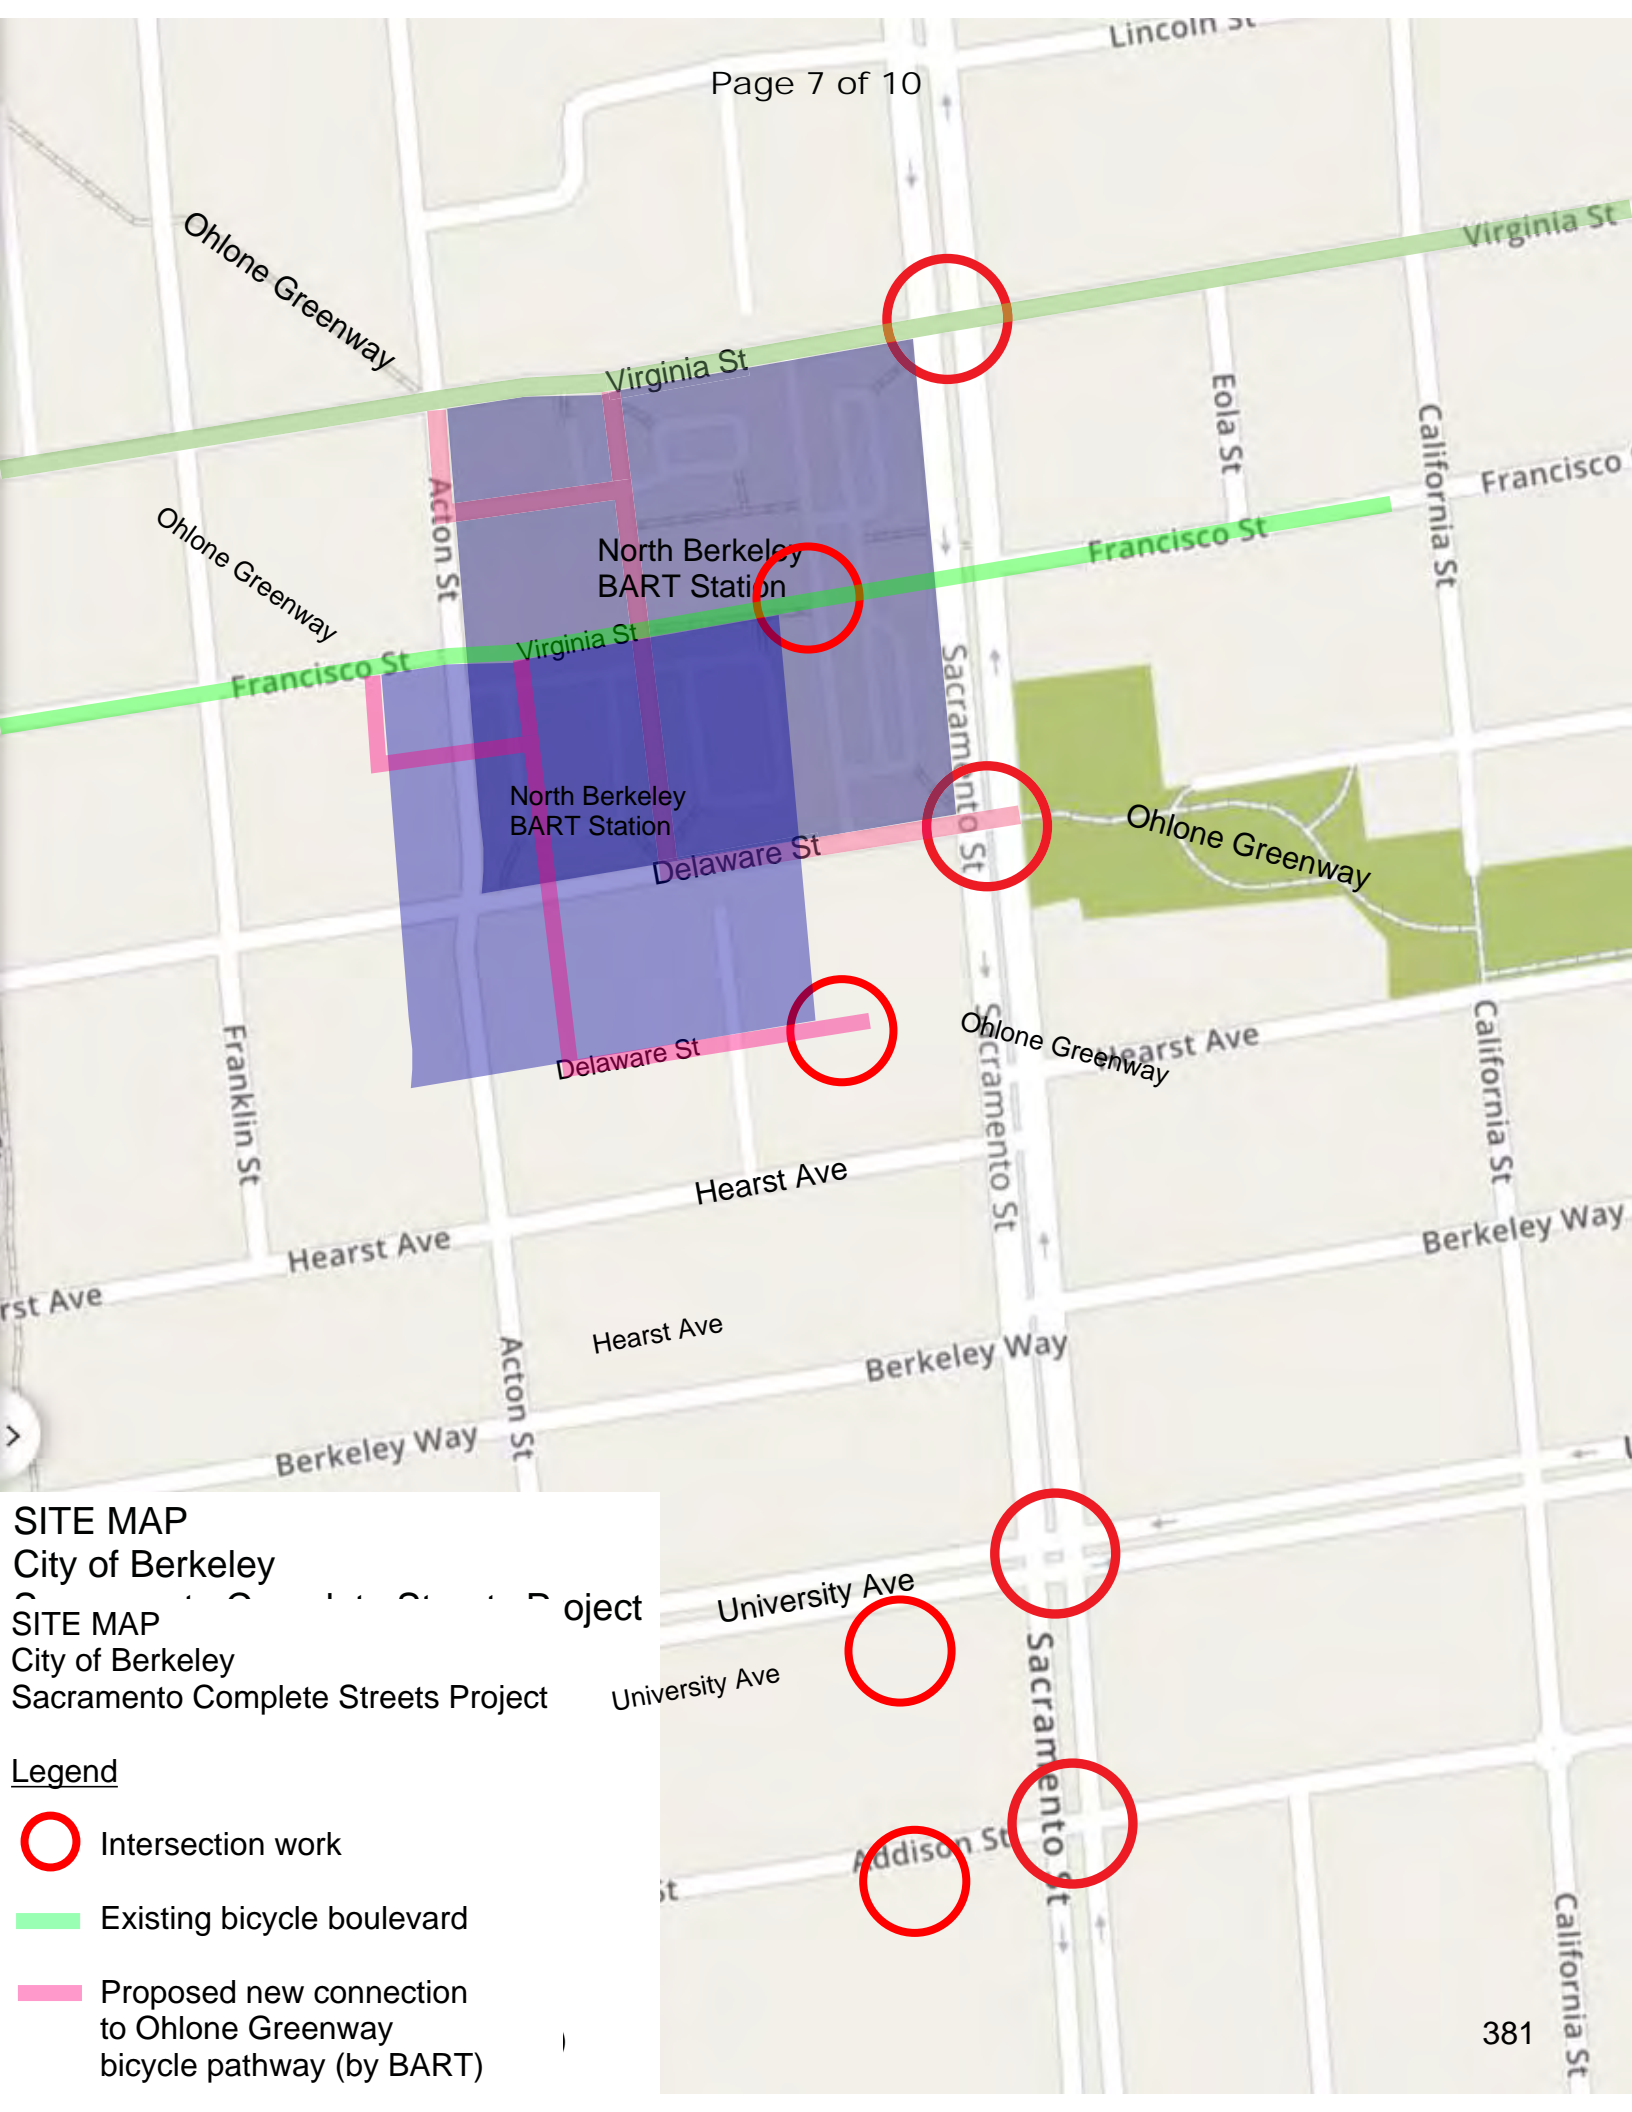 Lincoln St
Page 7 of 10
Virginia St
Ohlone Greenway
Virginia St
Eola St
California St
Francisco
Acton St
Ohlone Greenway
North Berkeley
BART Station
Francisco St
Virginia St
Francisco St
Sacramento St
North Berkeley
BART Station
Ohlone Greenway
Delaware St
Ohlone Greenway
Hearst Ave
Sacramento St
California St
Delaware St
Franklin St
Hearst Ave
Hearst Ave
rst Ave
Berkeley Way
Hearst Ave
Berkeley Way
Acton St
Berkeley Way
SITE MAP
City of Berkeley
oject
SITE MAP
City of Berkeley
Sacramento Complete Streets Project
University Ave
University Ave
Sacramento St
Addison St
St
California St
Legend
Intersection work
Existing bicycle boulevard
Proposed new connection
to Ohlone Greenway
bicycle pathway (by BART)
)
381